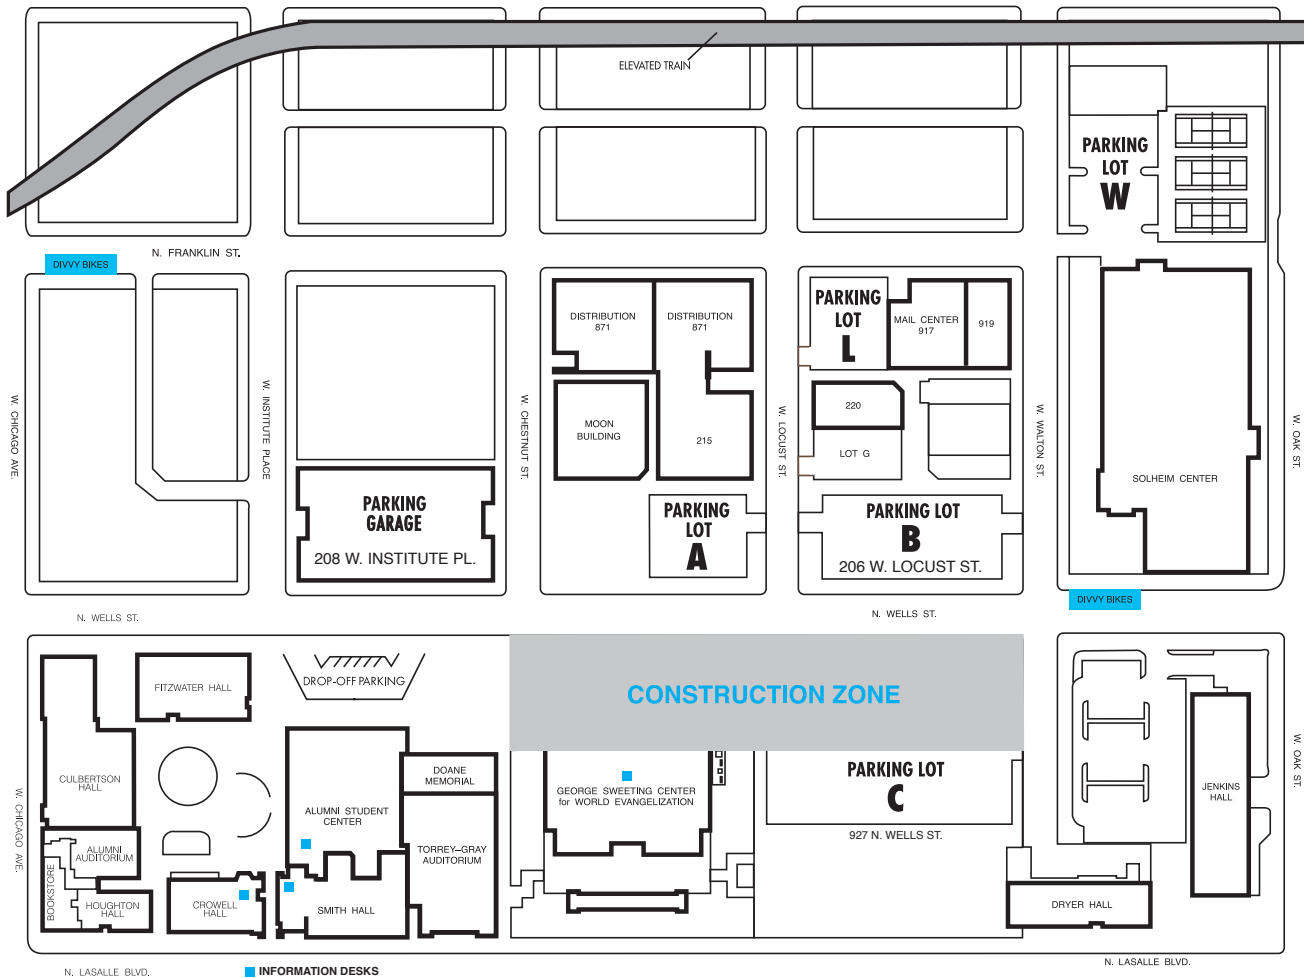 ELEVATED TRAIN
PARKING
LOT
W
N. FRANKLIN ST.
DIVVY BIKES
DISTRIBUTION
871
DISTRIBUTION
871
PARKING
LOT
L
MAIL CENTER
917
919
W. CHICAGO AVE.
W. INSTITUTE PLACE
W. CHESTNUT ST.
MOON
BUILDING
215
W. LOCUST ST.
220
LOT G
W. WALTON ST.
W. OAK ST.
SOLHEIM CENTER
PARKING
GARAGE
208 W. INSTITUTE PL.
PARKING
LOT
A
PARKING LOT
B
206 W. LOCUST ST.
DIVVY BIKES
N. WELLS ST.
N. WELLS ST.
FITZWATER HALL
DROP-OFF PARKING
CONSTRUCTION ZONE
CULBERTSON
HALL
DOANE
MEMORIAL
GEORGE SWEETING CENTER
for WORLD EVANGELIZATION
PARKING LOT
C
927 N. WELLS ST.
JENKINS
HALL
W. OAK ST.
W. CHICAGO AVE.
ALUMNI STUDENT
CENTER
ALUMNI
AUDITORIUM
TORREY–GRAY
AUDITORIUM
BOOKSTORE
HOUGHTON
HALL
CROWELL
HALL
SMITH HALL
DRYER HALL
N. LASALLE BLVD.
INFORMATION DESKS
N. LASALLE BLVD.